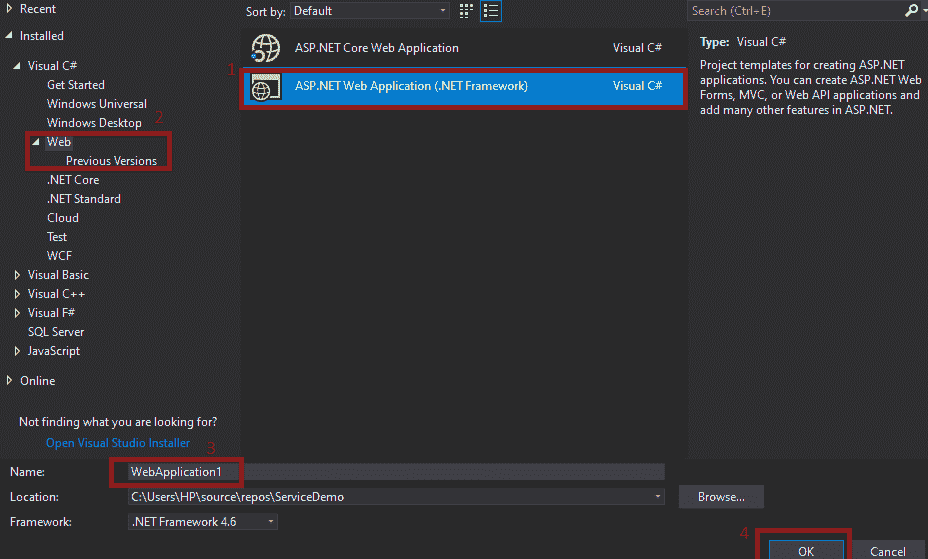 Recent
Installed
Visual C#
Get Started
Windows Universal
Windows Desktop
2
Web
Previous Versions
.NET Core
.NET Standard
Cloud
Test
WCF
Visual Basic
Visual C++
Visual F#
SQL Server
JavaScript
Online
Not finding what you are looking for?
Open Visual Studio Installer
Sort by: Default
ASP.NET Core Web Application Visual C#
1
ASP.NET Web Application (.NET Framework) Visual C#
Search (Ctrl+E)
Type: Visual C#
Project templates for creating ASP.NET
applications. You can create ASP.NET Web
Forms, MVC, or Web API applications and
add many other features in ASP.NET.
3
Name: WebApplication1
Location: C:\Users\HP\source\repos\ServiceDemo Browse...
Framework: .NET Framework 4.6
4
OK Cancel